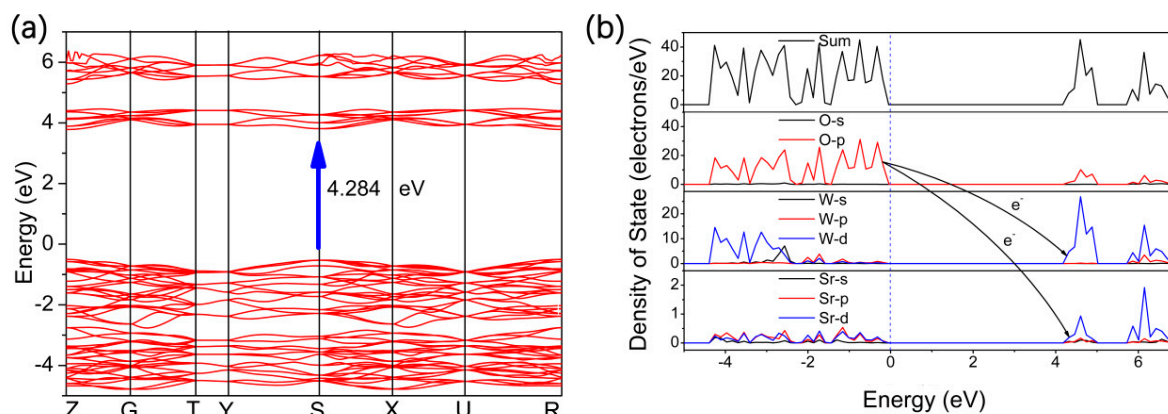 (a)
Energy (eV)
6
4
2
0
-2
-4
4.284 eV
Z G T Y S X U R
(b)
Density of State (electrons/eV)
40
20
0
Sum
40
20
0
O-s
O-p
e-
20
0
W-s
W-p
W-d
e-
2
1
0
Sr-s
Sr-p
Sr-d
-4 -2 0 2 4 6
Energy (eV)